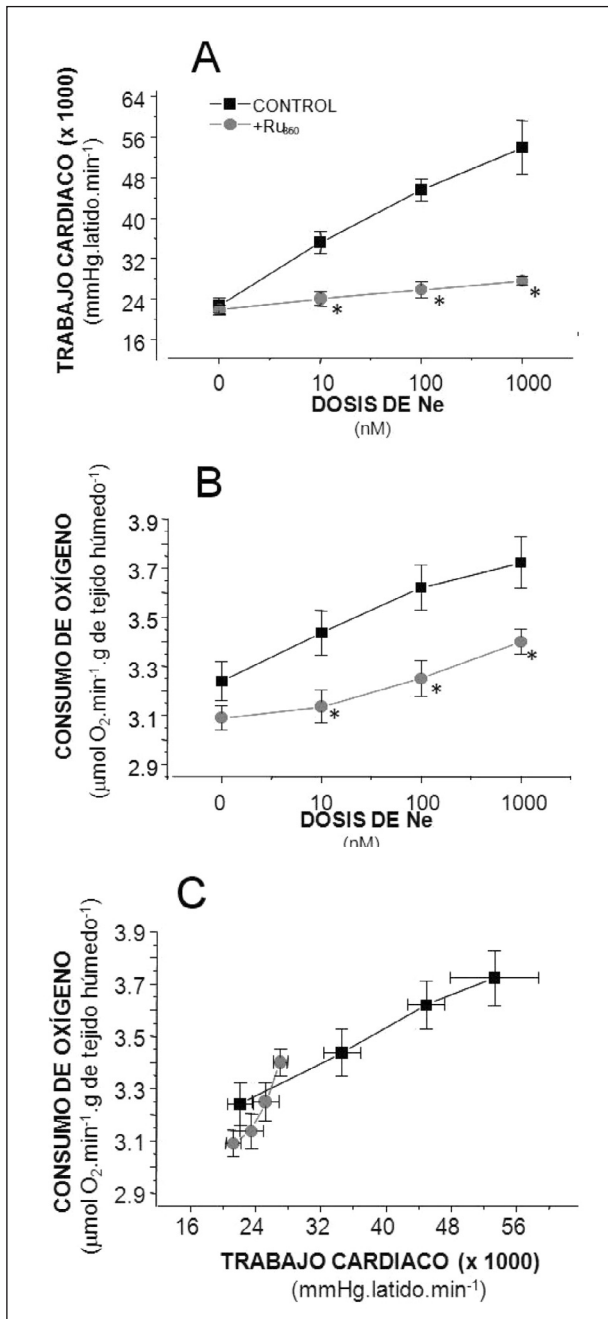 A
TRABAJO CARDIACO (x 1000)
(mmHg.latido.min⁻¹)
64
56
48
40
32
24
16
CONTROL
+Ru₃₆₀
*
*
*
0 10 100 1000
DOSIS DE Ne
(nM)
B
CONSUMO DE OXÍGENO
(µmol O₂.min⁻¹.g de tejido húmedo⁻¹)
3.9
3.7
3.5
3.3
3.1
2.9
*
*
*
0 10 100 1000
DOSIS DE Ne
(nM)
C
CONSUMO DE OXÍGENO
(µmol O₂.min⁻¹.g de tejido húmedo⁻¹)
3.9
3.7
3.5
3.3
3.1
2.9
16 24 32 40 48 56
TRABAJO CARDIACO (x 1000)
(mmHg.latido.min⁻¹)